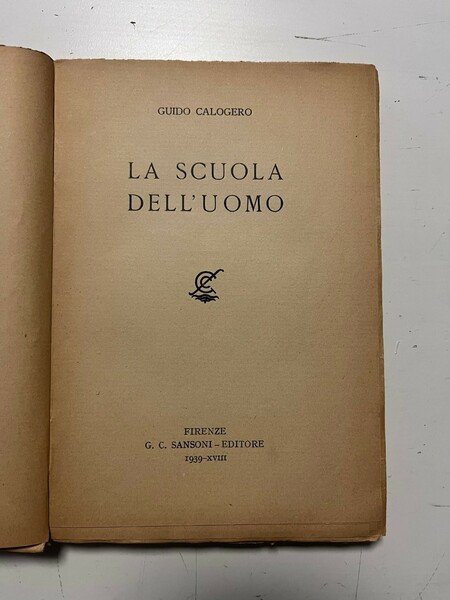 GUIDO CALOGERO
LA SCUOLA
DELL'UOMO
FIRENZE
G. C. SANSONI – EDITORE
1939–XVIII